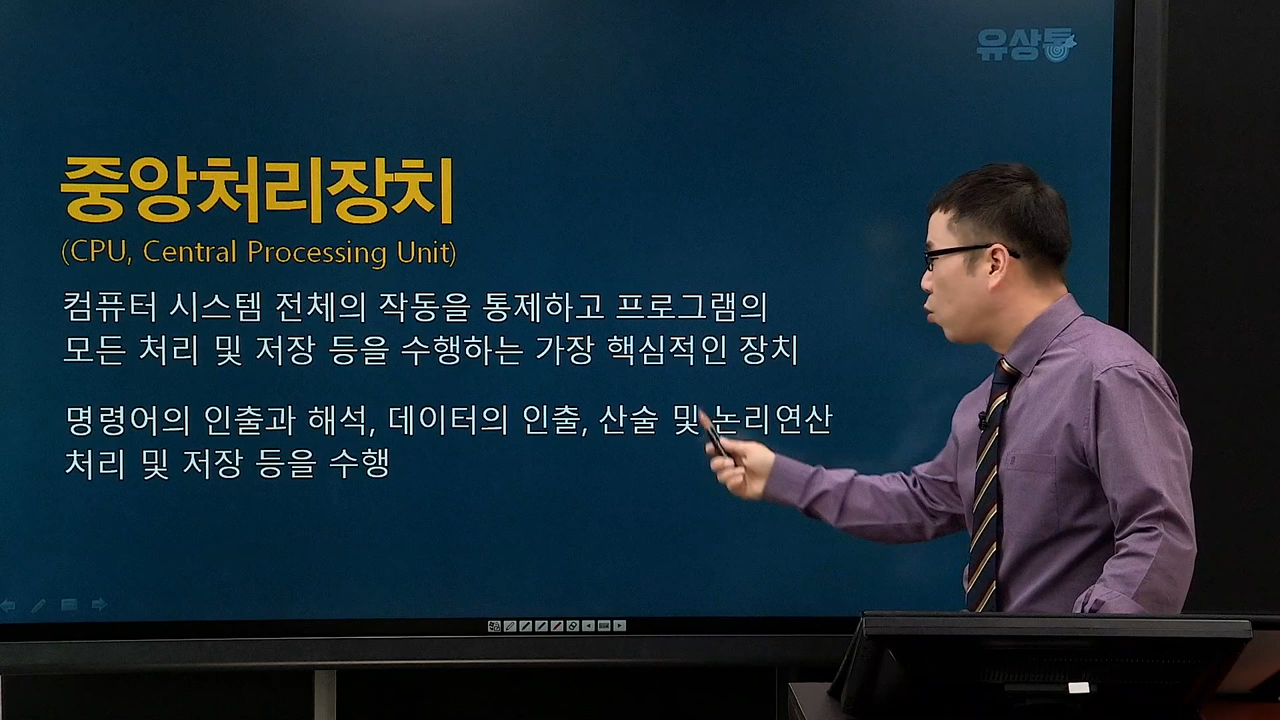 유상통
중앙처리장치
(CPU, Central Processing Unit)
컴퓨터 시스템 전체의 작동을 통제하고 프로그램의
모든 처리 및 저장 등을 수행하는 가장 핵심적인 장치
명령어의 인출과 해석, 데이터의 인출, 산술 및 논리연산
처리 및 저장 등을 수행